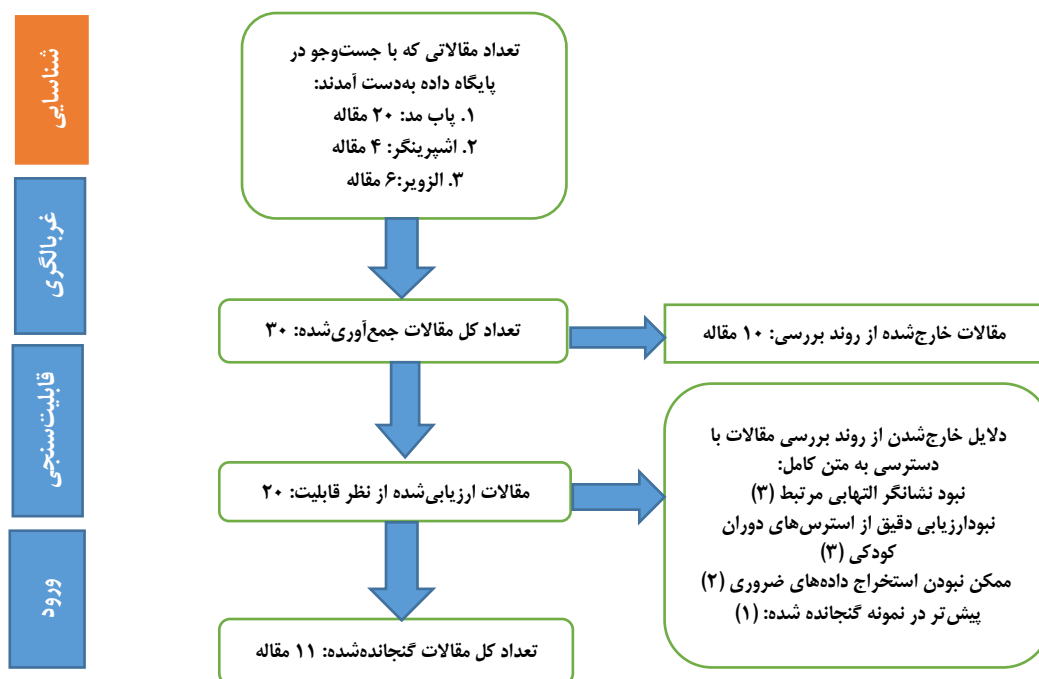 شناسایی
تعداد مقالاتی که با جست‌وجو در
پایگاه داده به‌دست آمدند:
۱. پاب مد: ۲۰ مقاله
۲. اشپرینگر: ۴ مقاله
۳. الزویر:۶ مقاله
غربالگری
تعداد کل مقالات جمع‌آوری‌شده: ۳۰
مقالات خارج‌شده از روند بررسی: ۱۰ مقاله
قابلیت‌سنجی
مقالات ارزیابی‌شده از نظر قابلیت: ۲۰
دلایل خارج‌شدن از روند بررسی مقالات با
دسترسی به متن کامل:
نبود نشانگر التهابی مرتبط (۳)
نبودارزیابی دقیق از استرس‌های دوران
کودکی (۳)
ممکن نبودن استخراج داده‌های ضروری (۲)
پیش‌تر در نمونه گنجانده شده: (۱)
ورود
تعداد کل مقالات گنجانده‌شده: ۱۱ مقاله